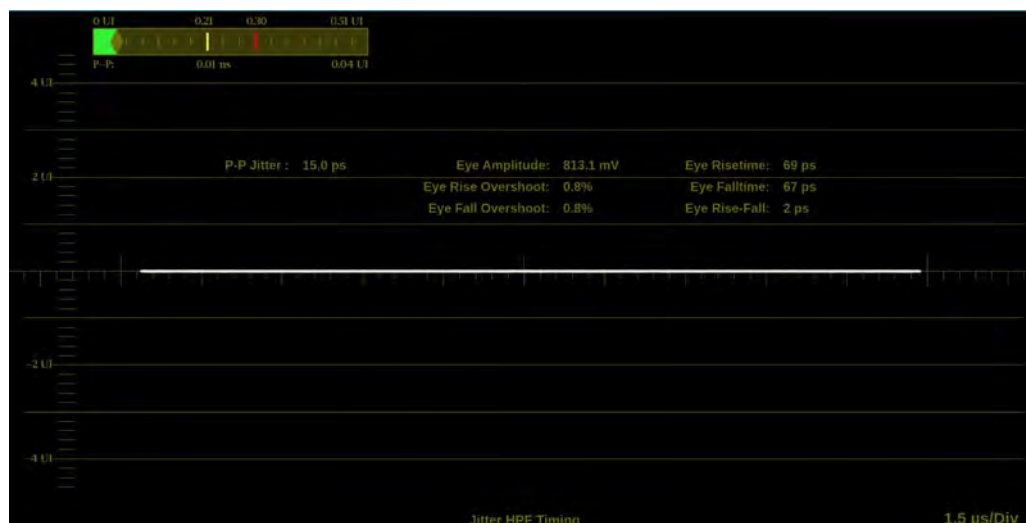 0 UI 0.21 0.30 0.51 UI
P-P: 0.01 ns 0.04 UI
4 UI
P-P Jitter : 15.0 ps Eye Amplitude: 813.1 mV Eye Risetime: 69 ps
2 UI
Eye Rise Overshoot: 0.8% Eye Falltime: 67 ps
Eye Fall Overshoot: 0.8% Eye Rise-Fall: 2 ps
-2 UI
-4 UI
Jitter HPF Timing 1.5 µs/Div